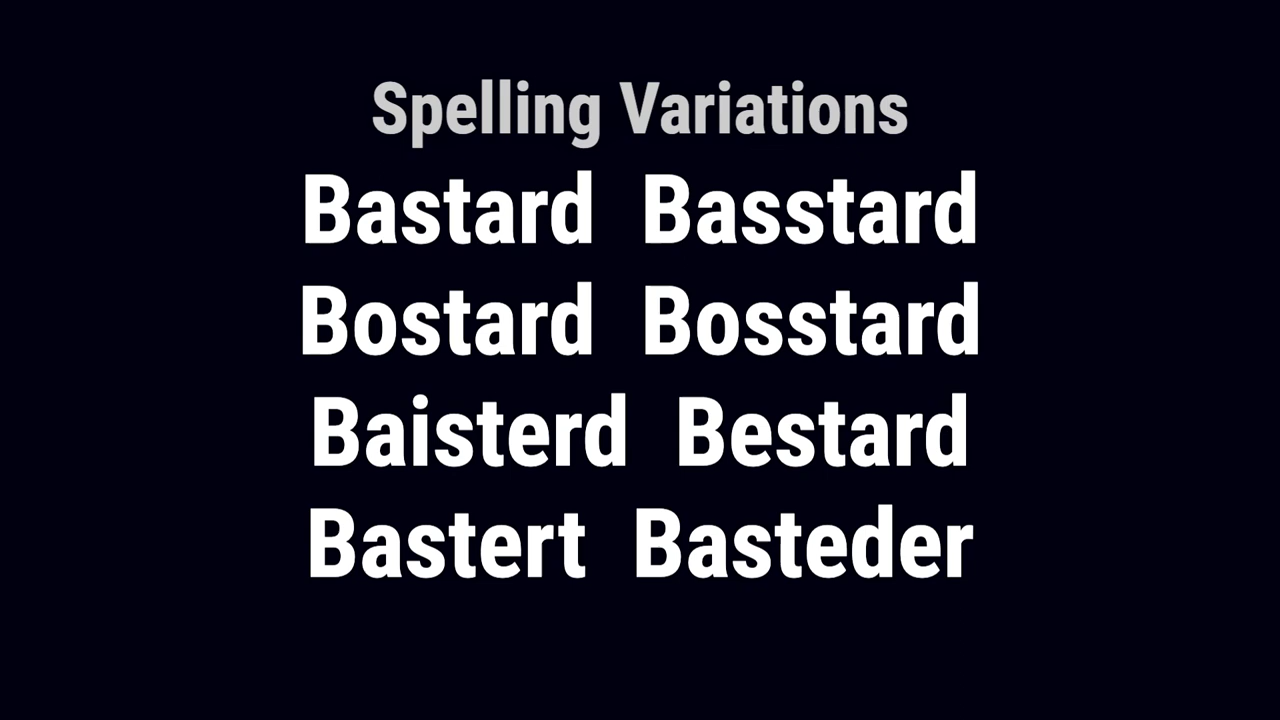 Spelling Variations
Bastard Basstard
Bostard Bosstard
Baisterd Bestard
Bastert Basteder